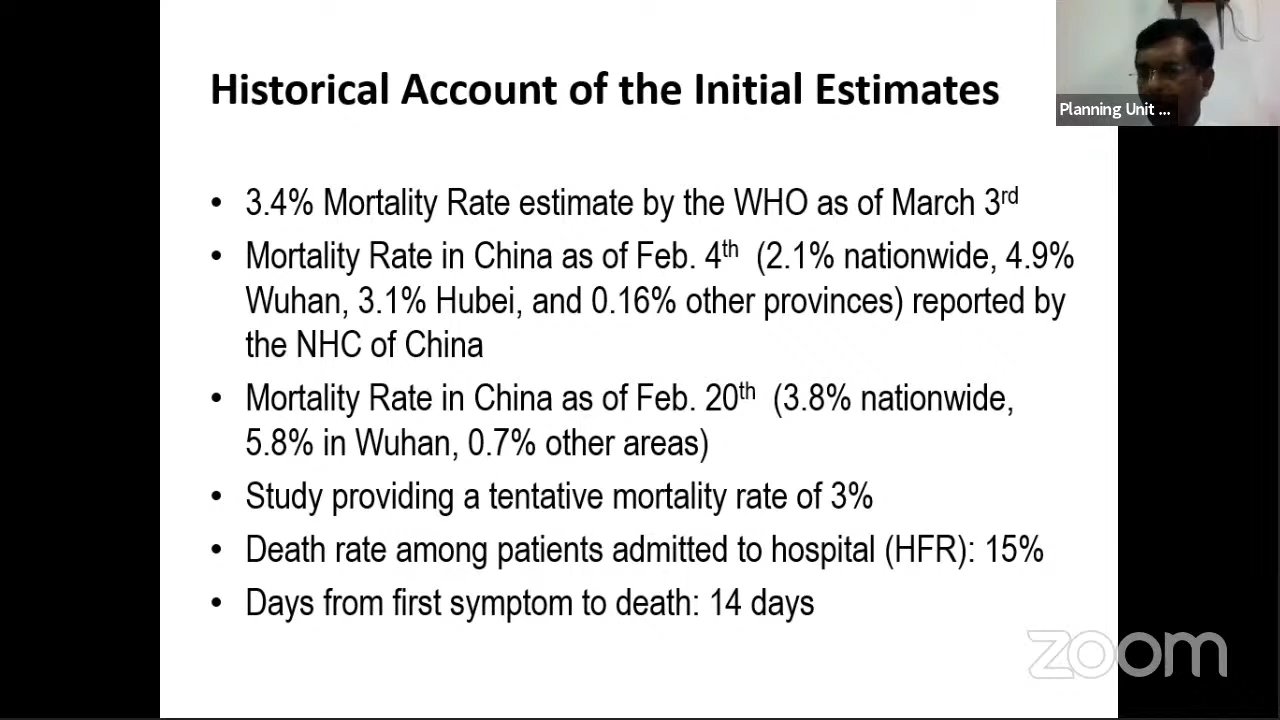 Historical Account of the Initial Estimates
Planning Unit ...
• 3.4% Mortality Rate estimate by the WHO as of March 3rd
• Mortality Rate in China as of Feb. 4th (2.1% nationwide, 4.9%
Wuhan, 3.1% Hubei, and 0.16% other provinces) reported by
the NHC of China
• Mortality Rate in China as of Feb. 20th (3.8% nationwide,
5.8% in Wuhan, 0.7% other areas)
• Study providing a tentative mortality rate of 3%
• Death rate among patients admitted to hospital (HFR): 15%
• Days from first symptom to death: 14 days
zoom